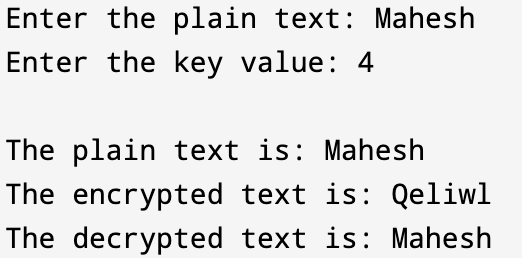 Enter the plain text: Mahesh
Enter the key value: 4
The plain text is: Mahesh
The encrypted text is: Qeliwl
The decrypted text is: Mahesh